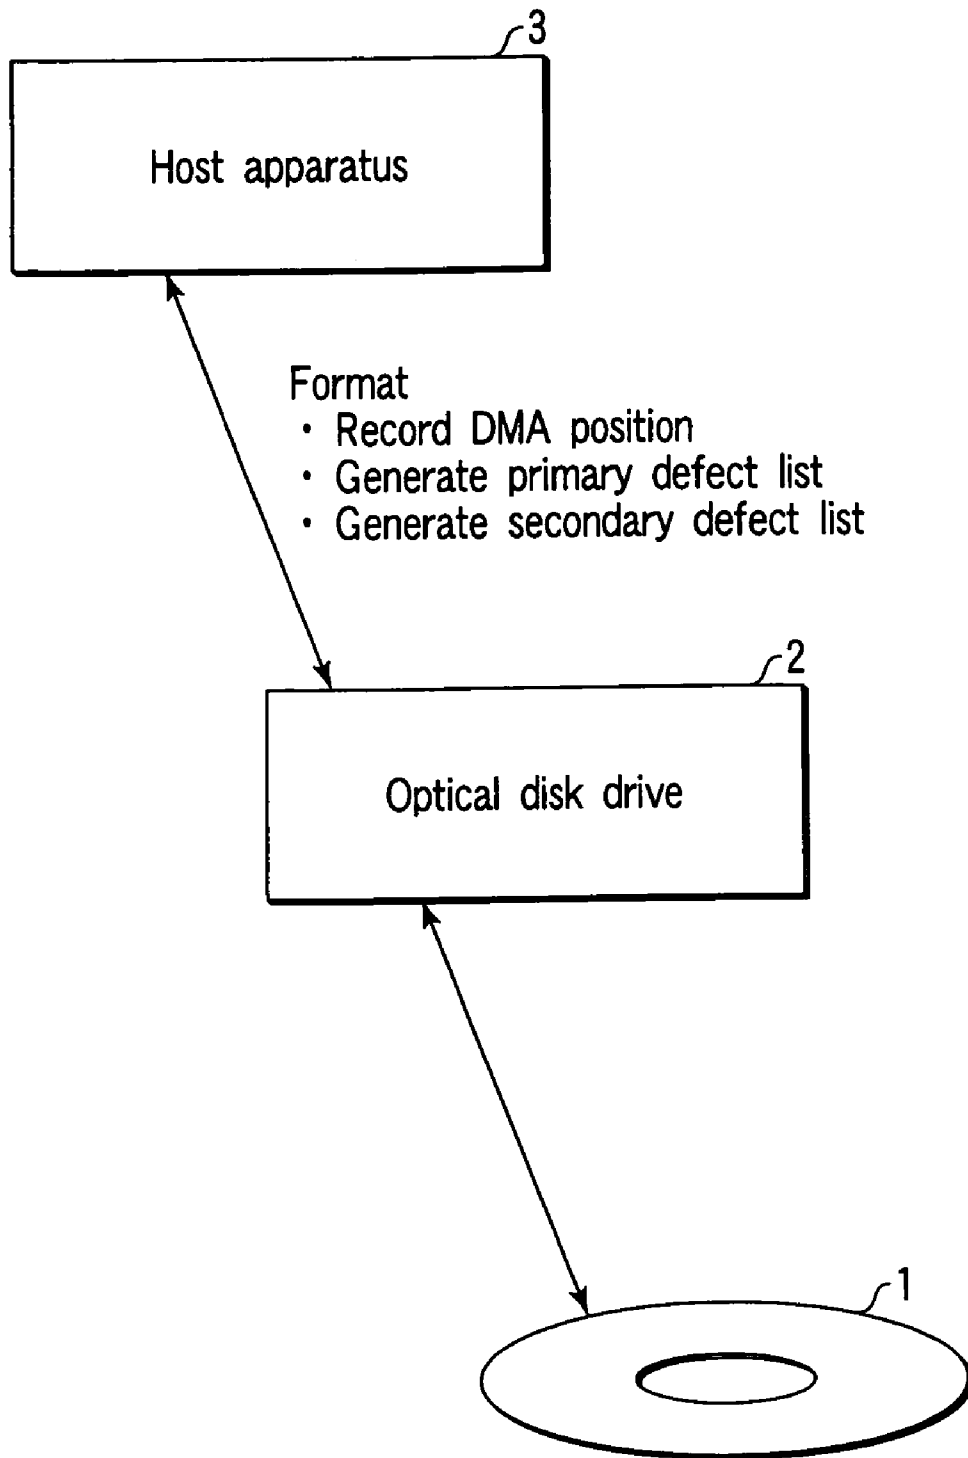 3
Host apparatus
Format
· Record DMA position
· Generate primary defect list
· Generate secondary defect list
2
Optical disk drive
1